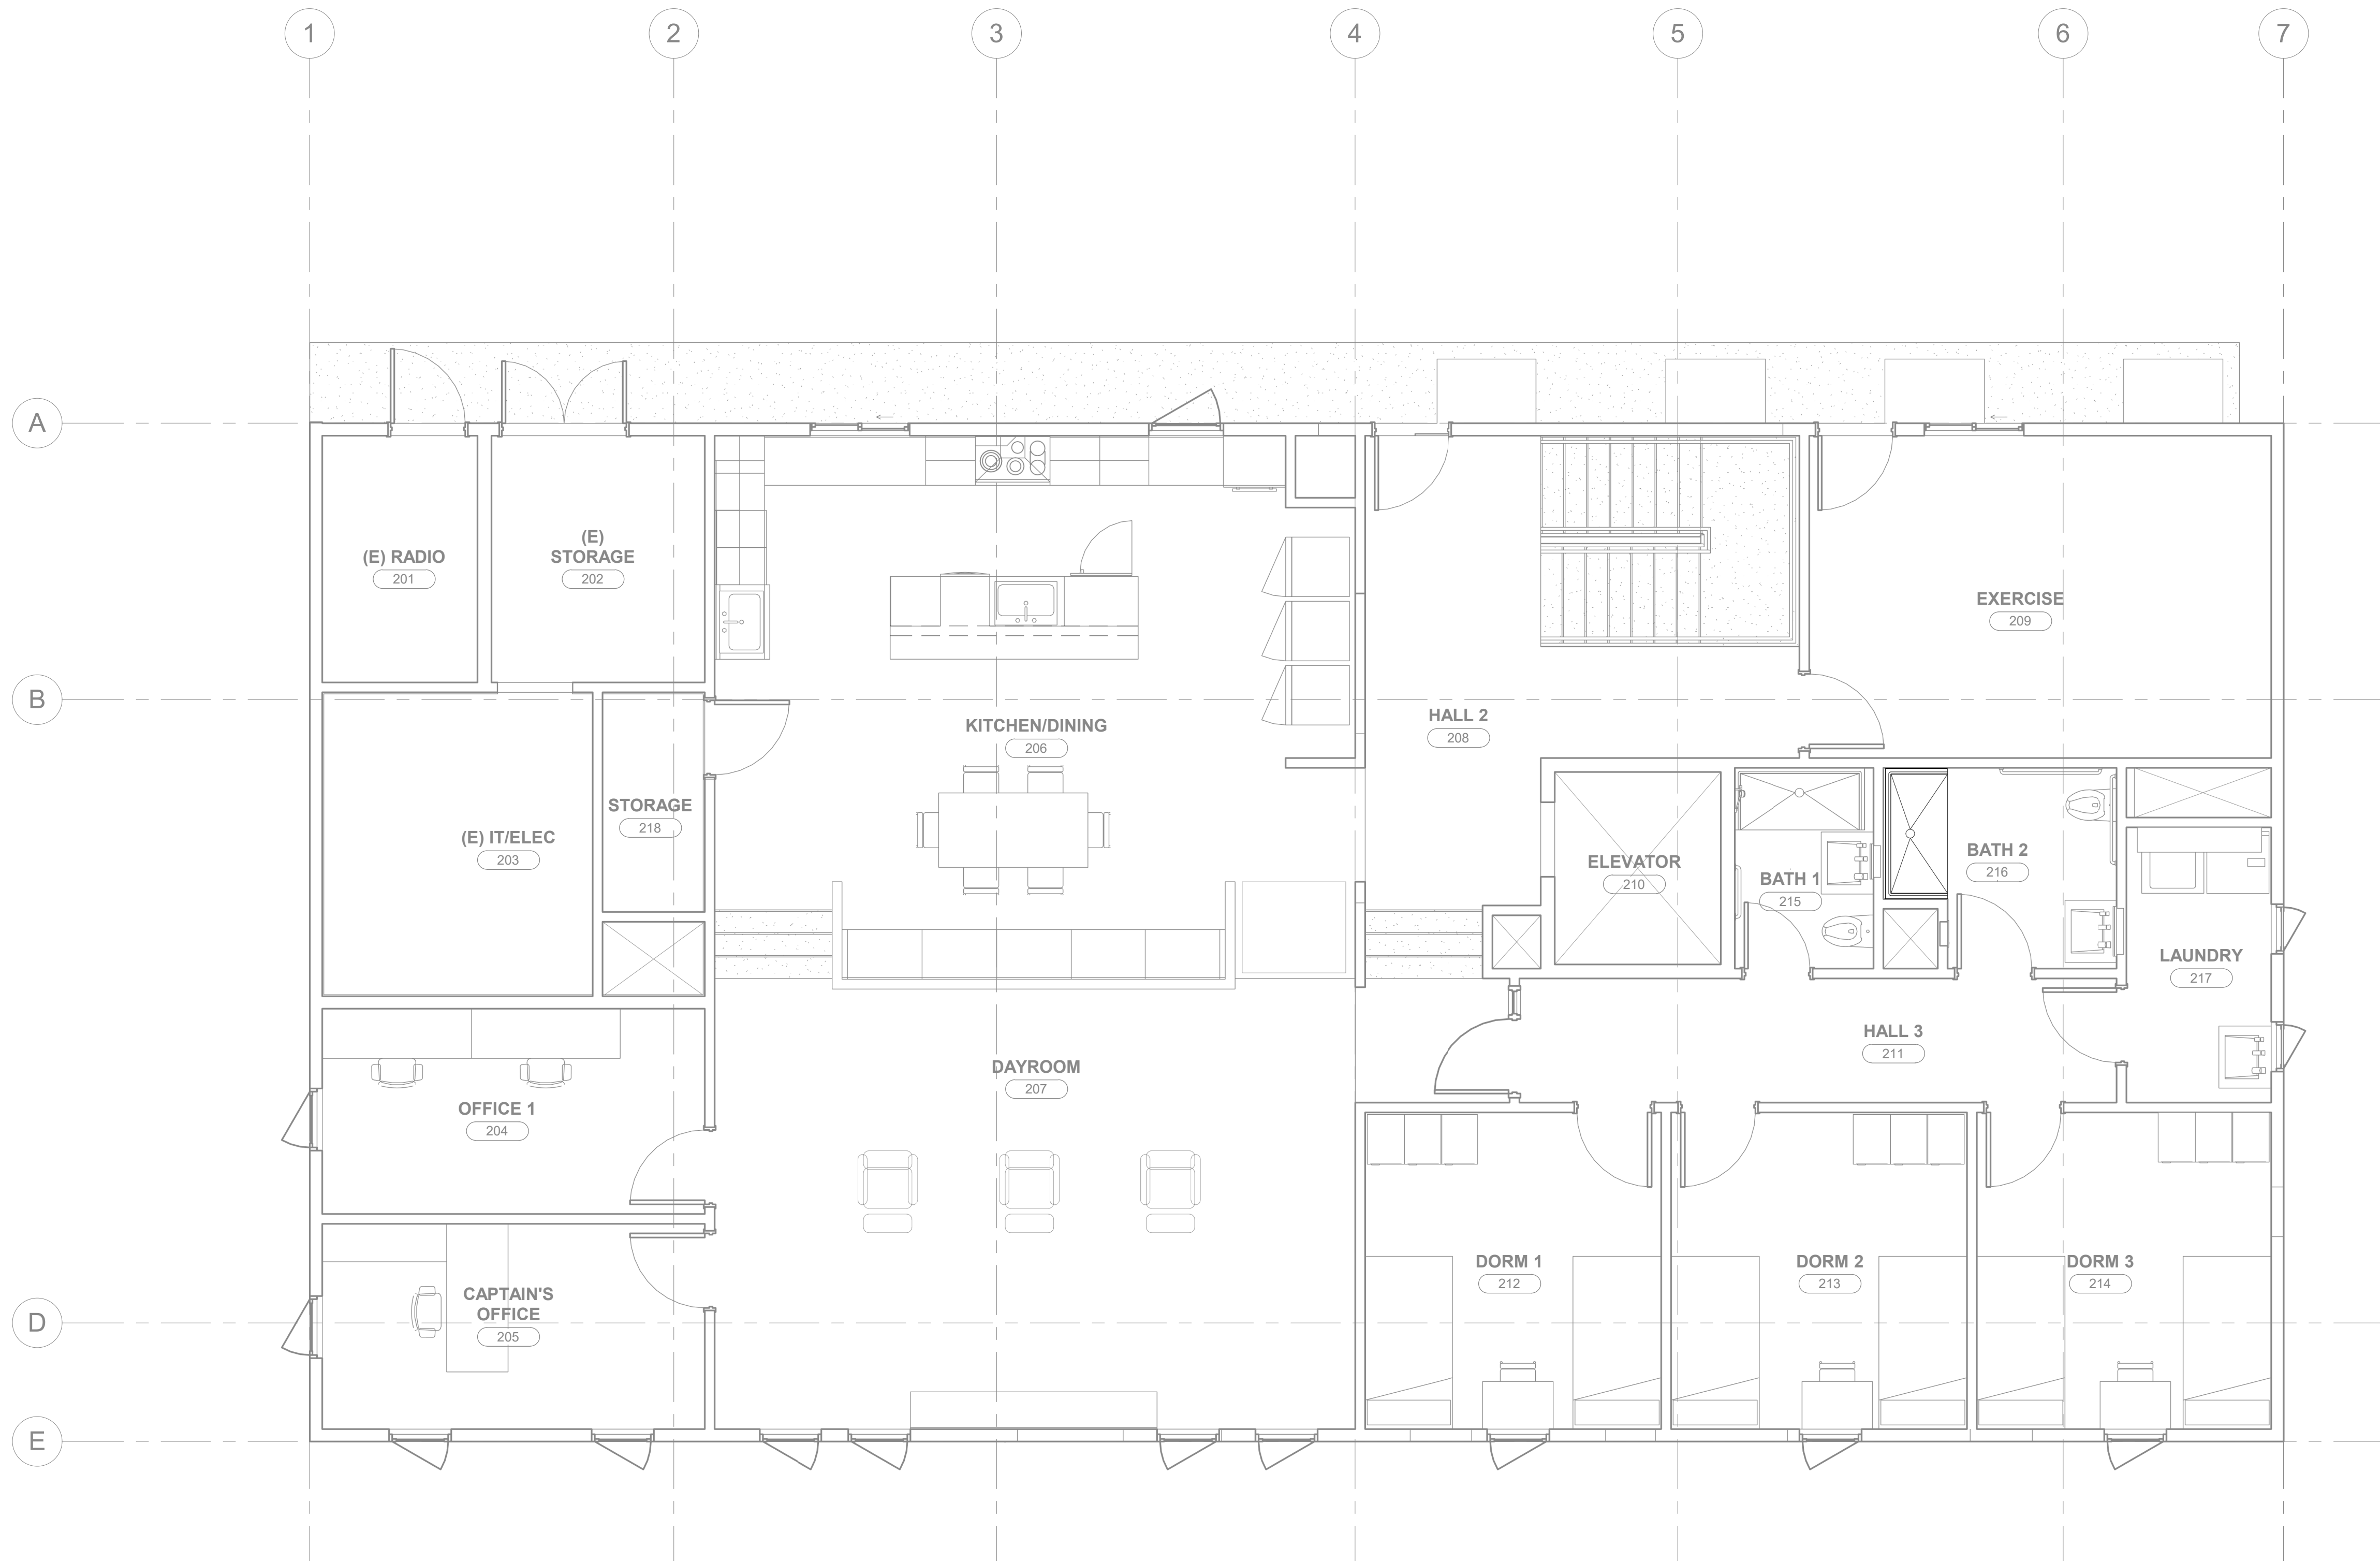 1
2
3
4
5
6
7
A
B
D
E
(E) RADIO
201
(E)
STORAGE
202
EXERCISE
209
KITCHEN/DINING
206
HALL 2
208
STORAGE
218
(E) IT/ELEC
203
ELEVATOR
210
BATH 1
215
BATH 2
216
LAUNDRY
217
HALL 3
211
DAYROOM
207
OFFICE 1
204
CAPTAIN'S
OFFICE
205
DORM 1
212
DORM 2
213
DORM 3
214